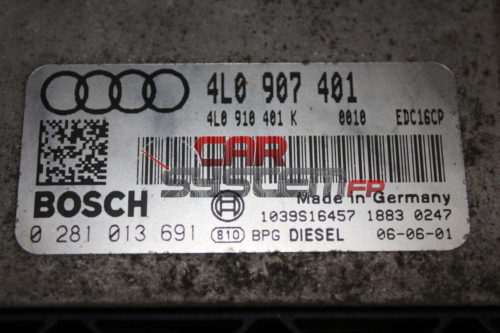 4L0 907 401
4L0 910 401 K 0010 EDC16CP
CAR
SYSTEM.FR
BOSCH
Made in Germany
1039S16457 1883 0247
0 281 013 691 810 BPG DIESEL 06-06-01